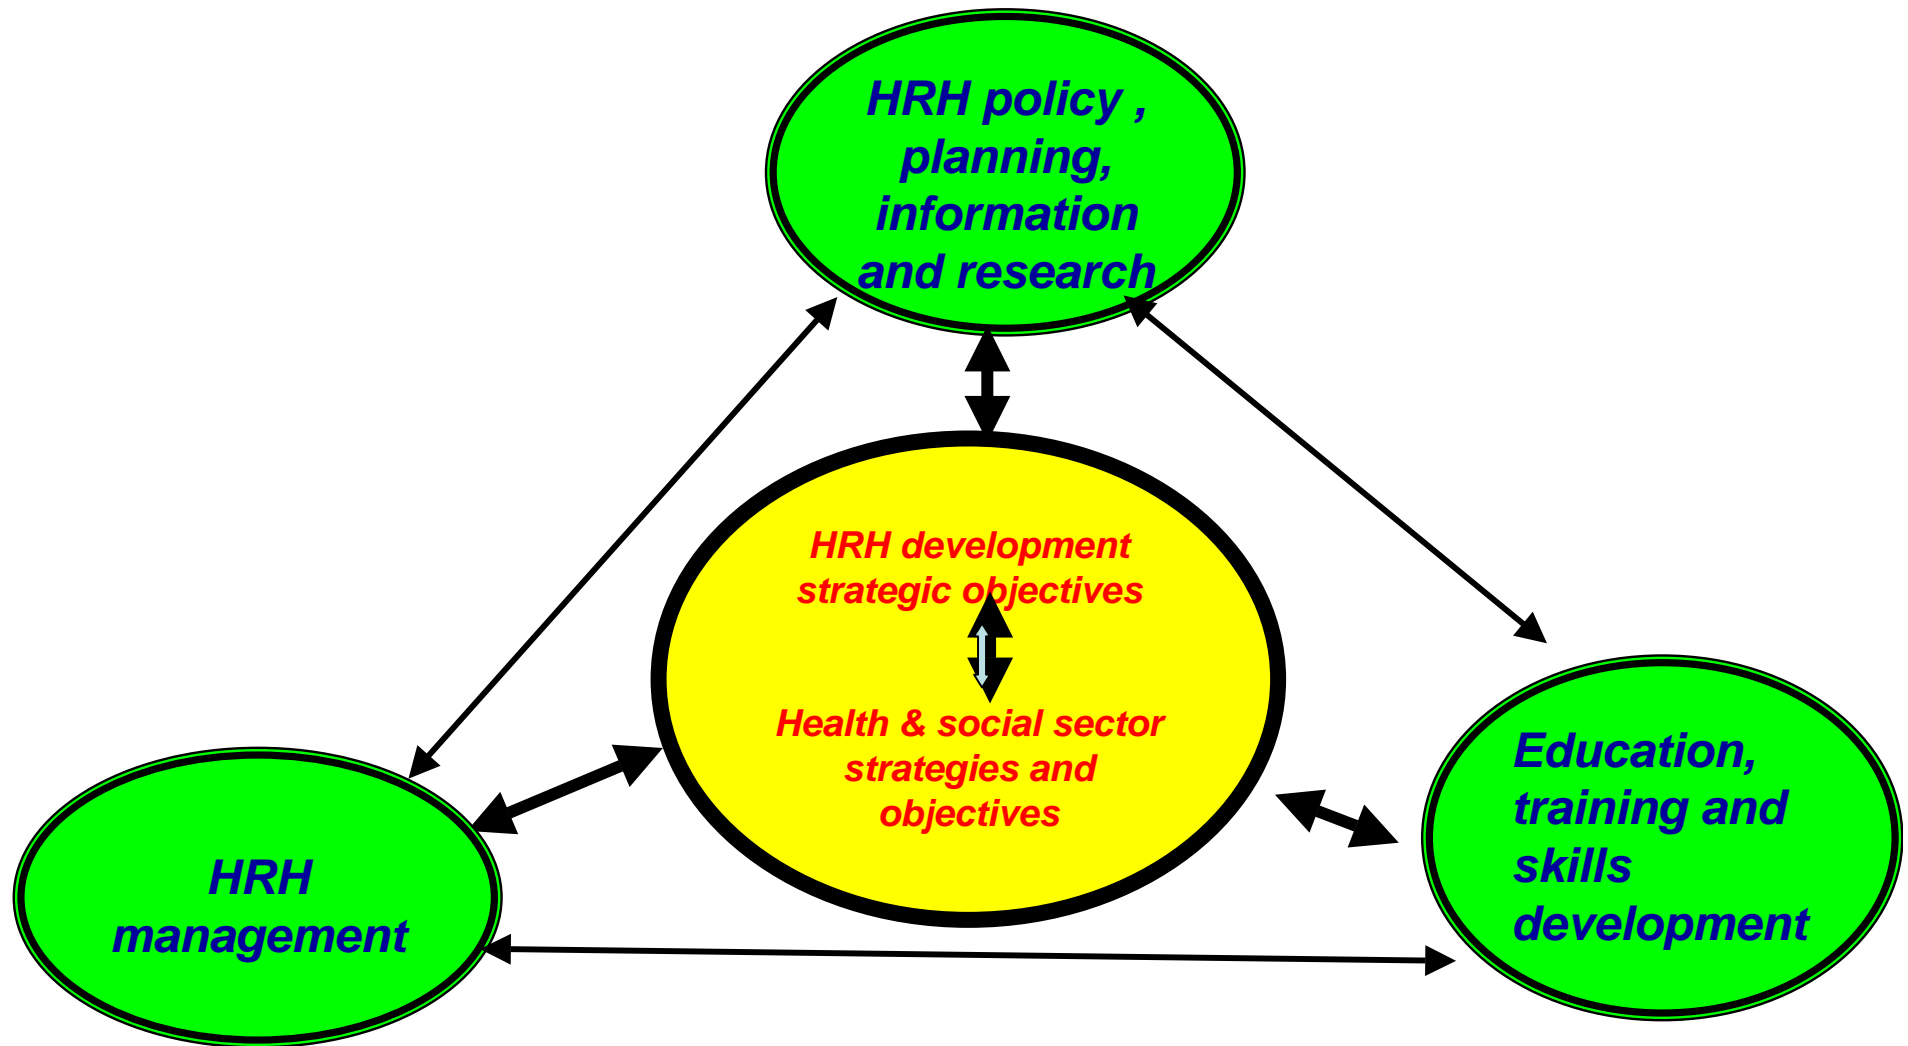 HRH policy ,
planning,
information
and research
HRH development
strategic objectives
Health & social sector
strategies and
objectives
HRH
management
Education,
training and
skills
development